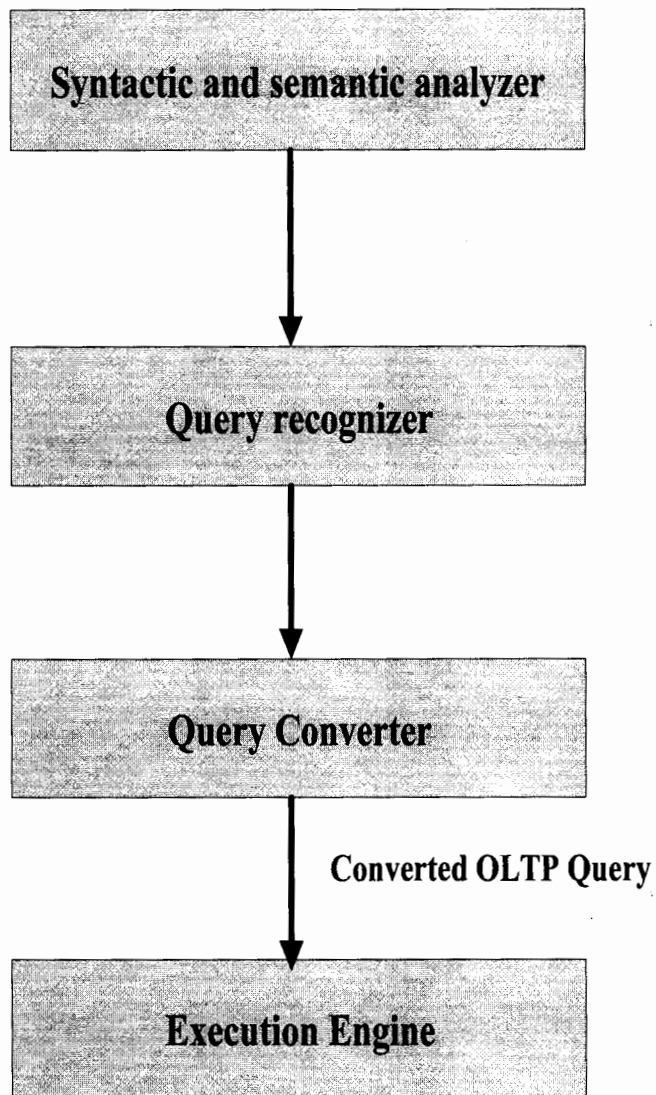 Syntactic and semantic analyzer
Query recognizer
Query Converter
Converted OLTP Query
Execution Engine